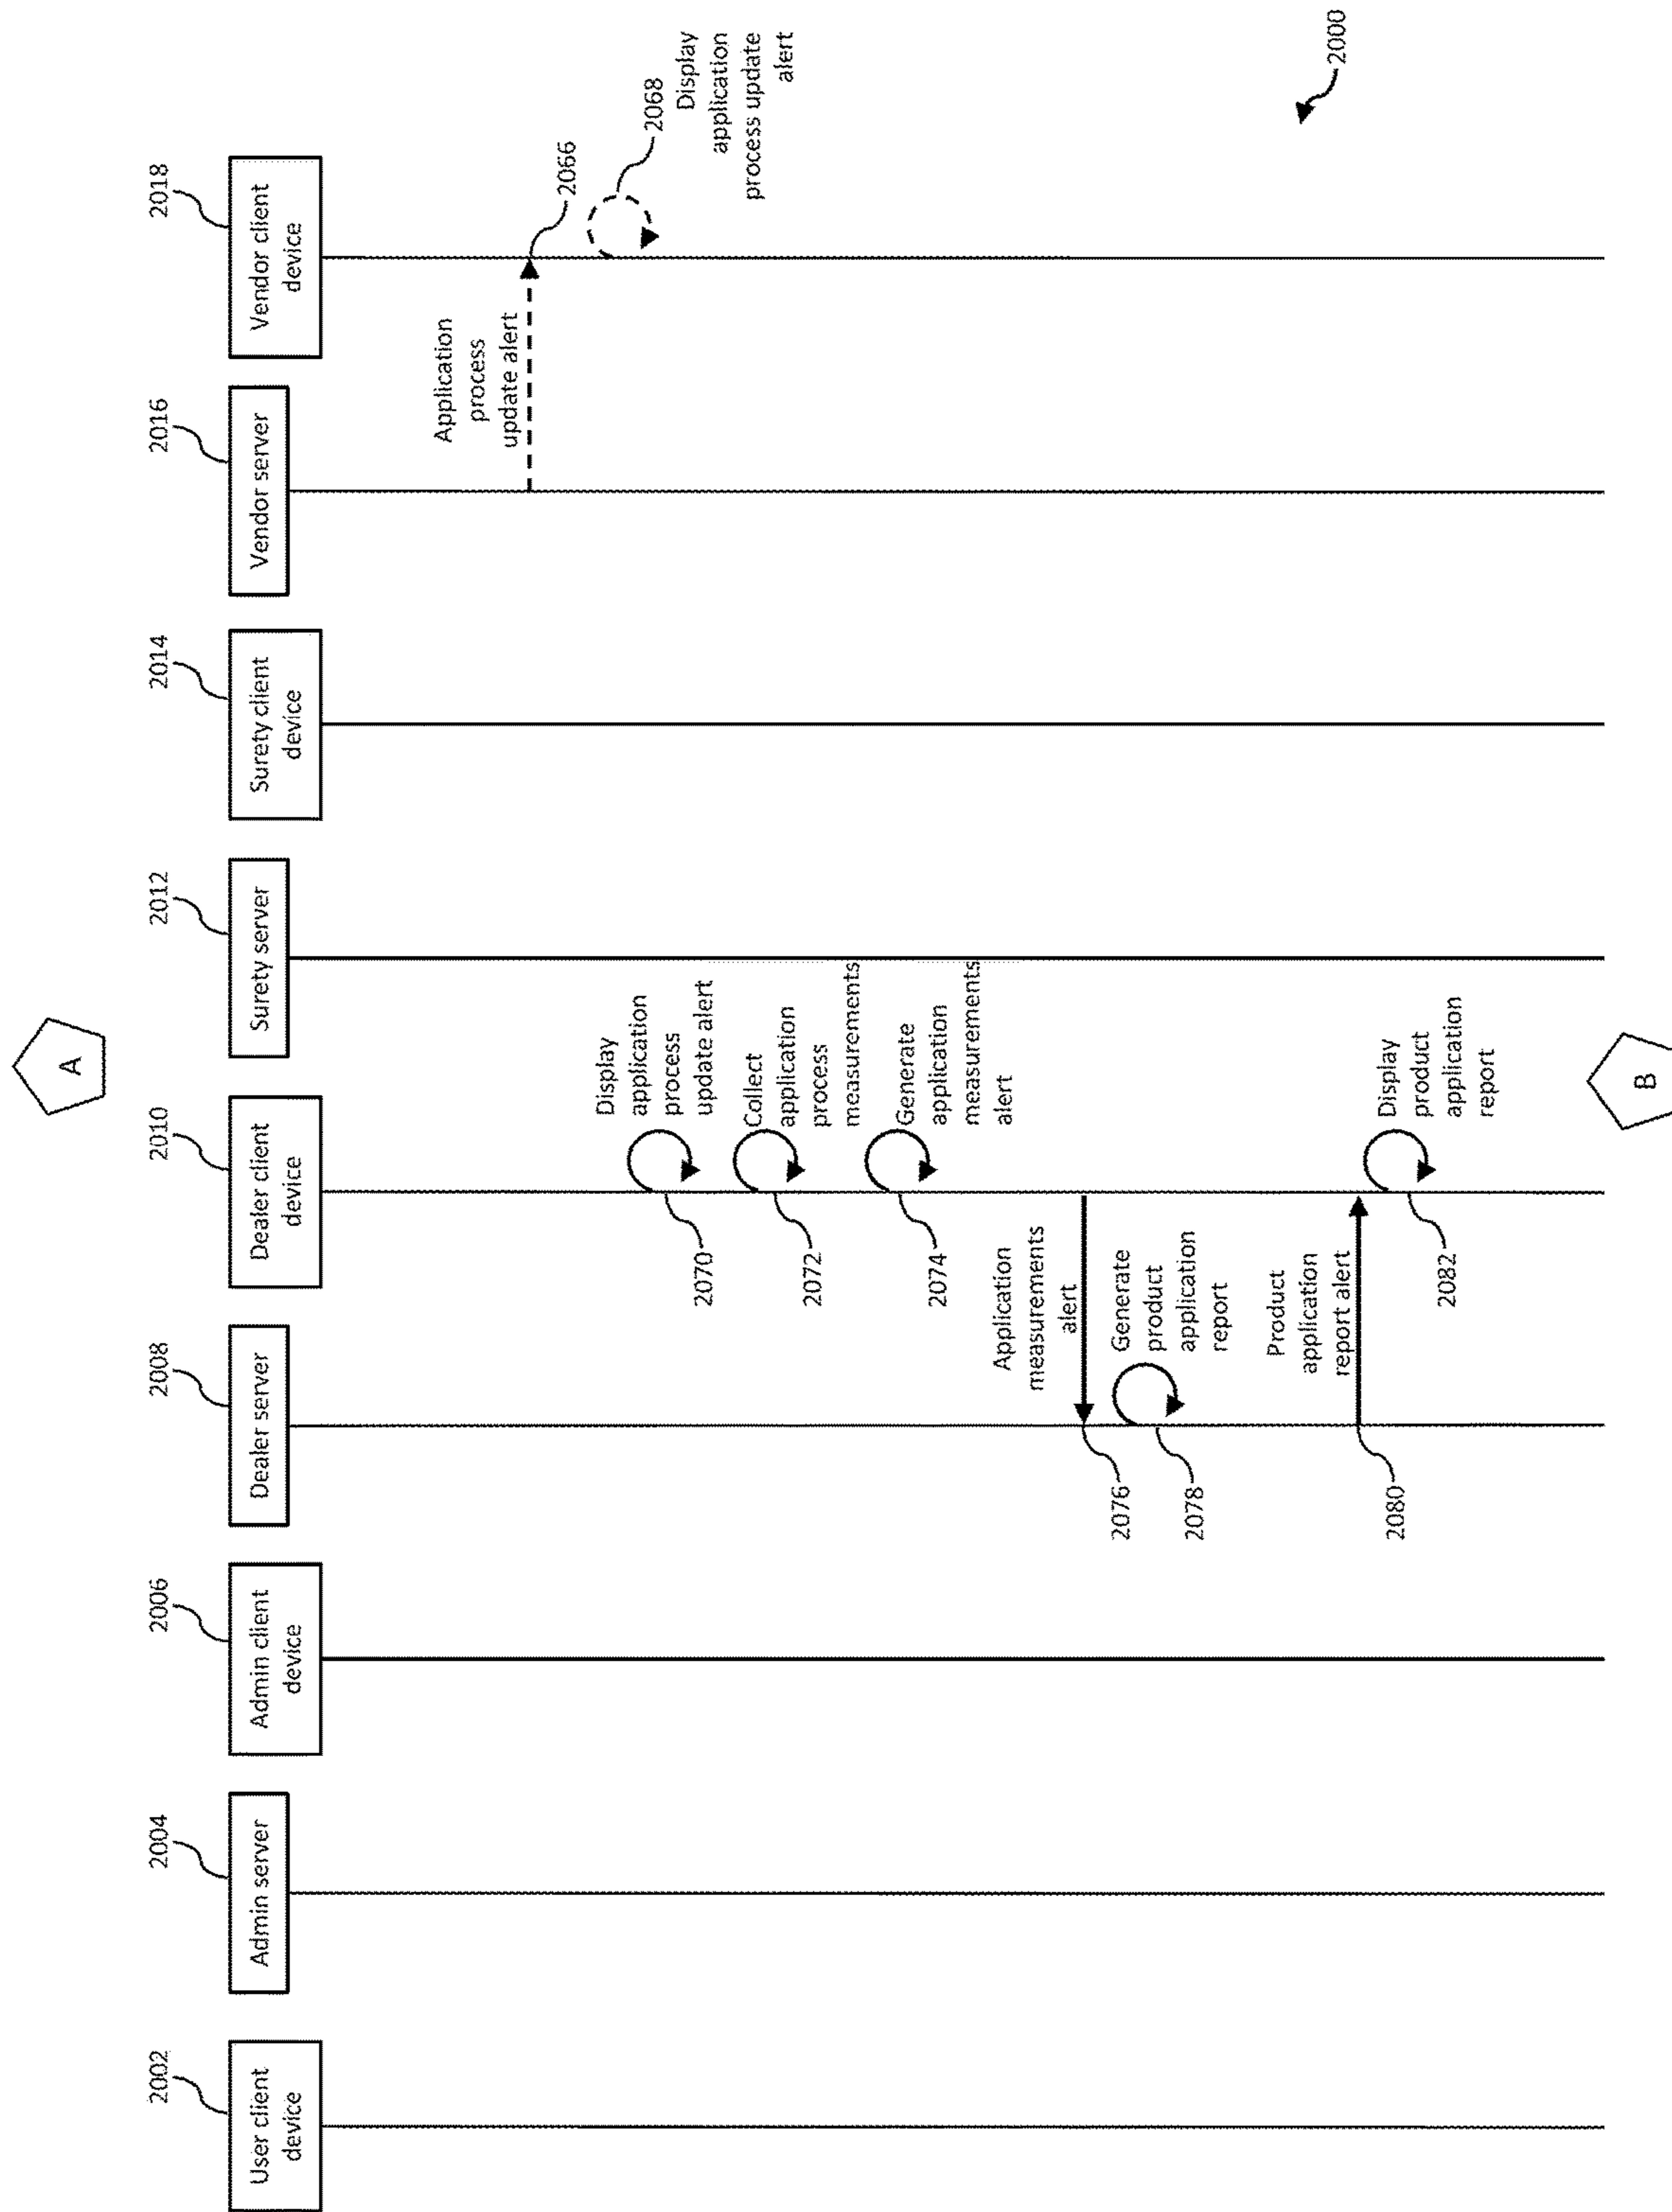 A
2002
2004
2006
2008
2010
2012
2014
2016
2018
User client
device
Admin server
Admin client
device
Dealer server
Dealer client
device
Surety server
Surety client
device
Vendor server
Vendor client
device
Application
process
update alert
2066
2068
Display
application
process update
alert
Display
application
process
update alert
2070
Collect
application
process
measurements
2072
Generate
application
measurements
alert
2074
Application
measurements
alert
2076
Generate
product
application
report
2078
Product
application
report alert
2080
Display
product
application
report
2082
2000
B